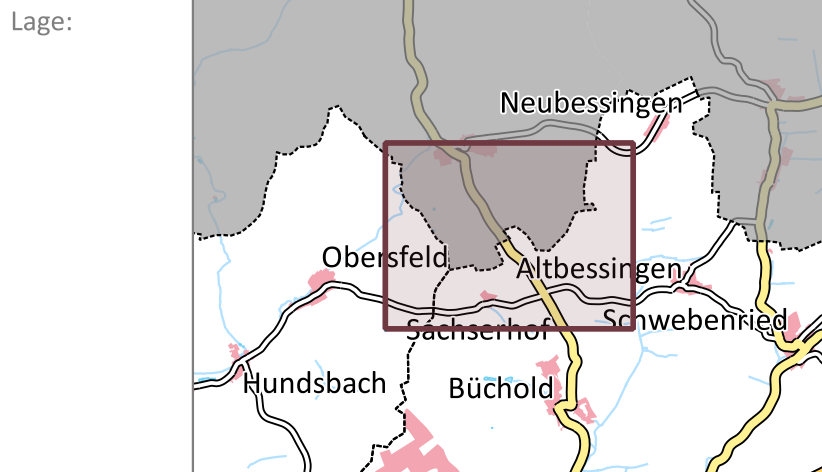 Lage:
Neubessingen
Obersfeld
Altbessingen
Sachserhof
Schwebenried
Hundsbach
Büchold